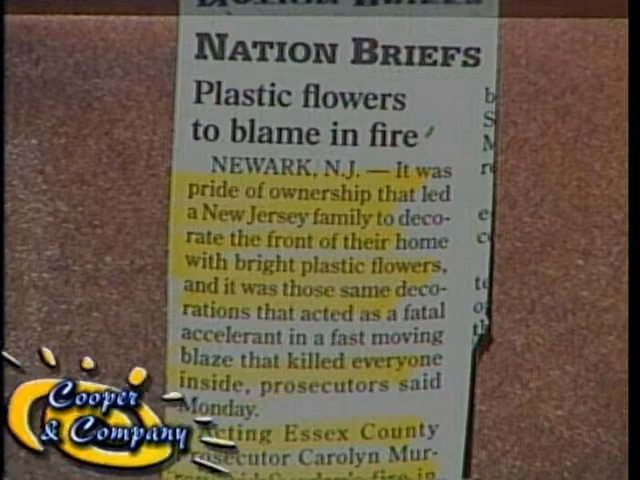 NATION BRIEFS
Plastic flowers
to blame in fire
NEWARK, N.J. — It was
pride of ownership that led
a New Jersey family to deco-
rate the front of their home
with bright plastic flowers,
and it was those same deco-
rations that acted as a fatal
accelerant in a fast moving
blaze that killed everyone
inside, prosecutors said
Monday.
Essex County
Carolyn Mur-
Cooper
& Company